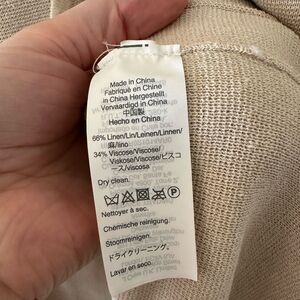 Made in China
Fabriqué en Chine
in China Hergestellt
Vervaardigd in China
中国製
Hecho en China
66% Linen/Lin/Leinen/Linnen/
麻/lino
34% Viscose/Viscose/
Viskose/Viscose/ビスコ
ース/viscosa
Dry clean.
Nettoyer à sec.
Chemische reinigung.
Stoomreinigen.
ドライクリーニング.
Lavar en seco.